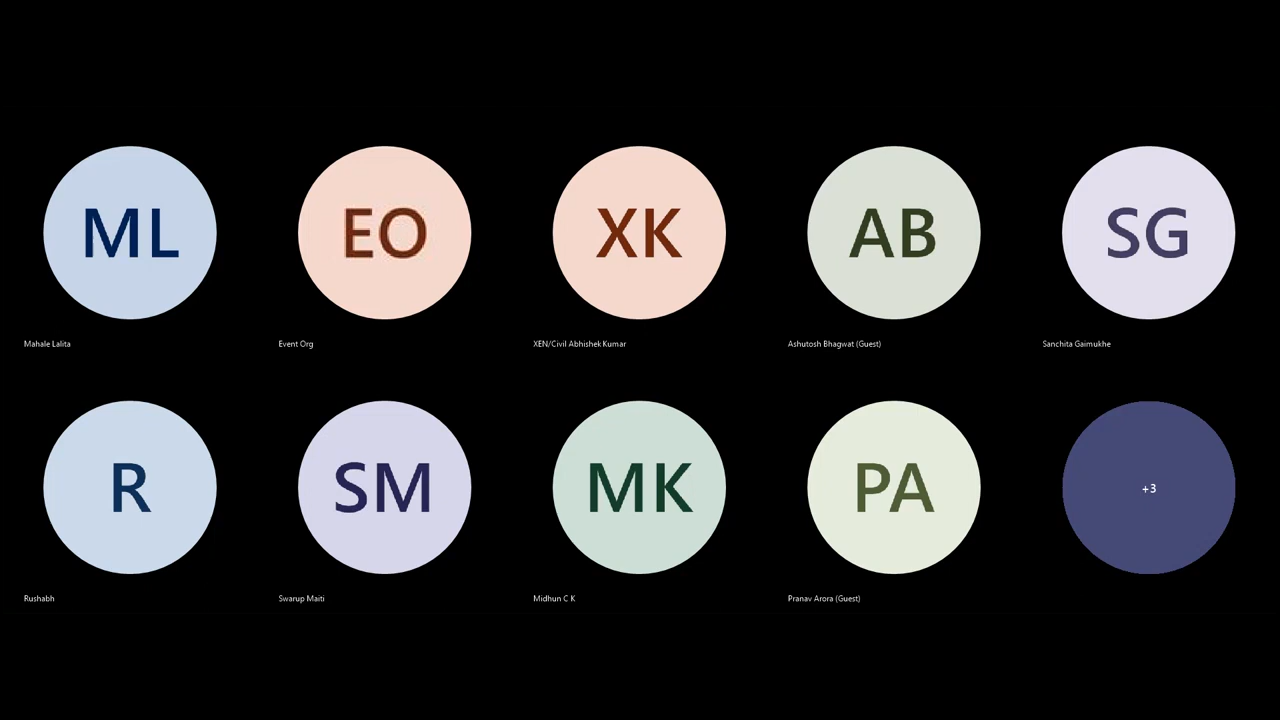 ML
EO
XK
AB
SG
Mahale Lalita
Event Org
XEN/Civil Abhishek Kumar
Ashutosh Bhagwat (Guest)
Sanchita Gaimukhe
R
SM
MK
PA
+3
Rushabh
Swarup Maiti
Midhun C K
Pranav Arora (Guest)